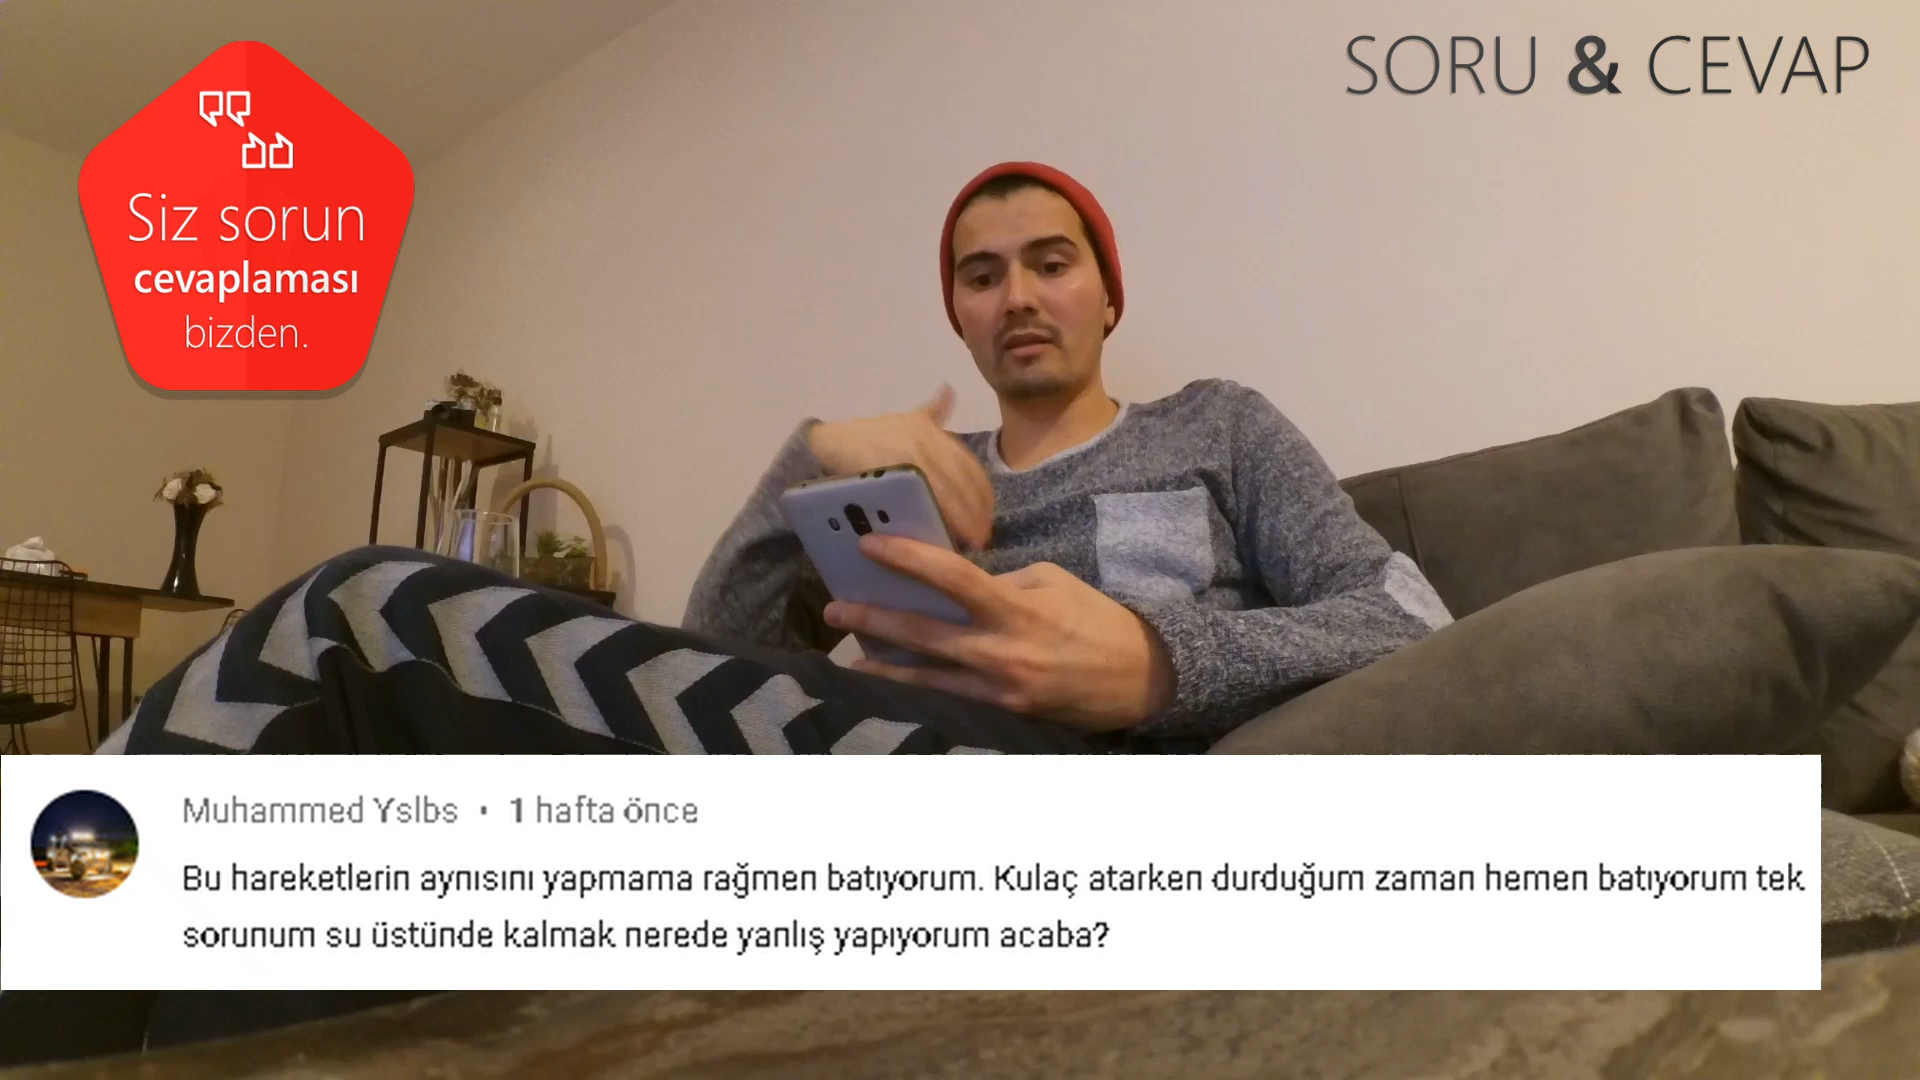 SORU & CEVAP
Siz sorun
cevaplaması
bizden.
Muhammed Yslbs • 1 hafta önce
Bu hareketlerin aynısını yapmama rağmen batıyorum. Kulaç atarken durduğum zaman hemen batıyorum tek
sorunum su üstünde kalmak nerede yanlış yapıyorum acaba?